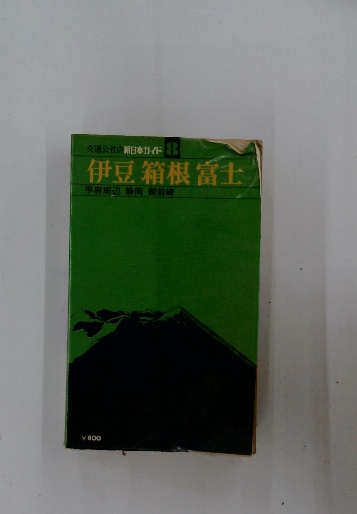 交通公社の新日本ガイド 8
伊豆 箱根 富士
甲府周辺 静岡 御前崎
¥800